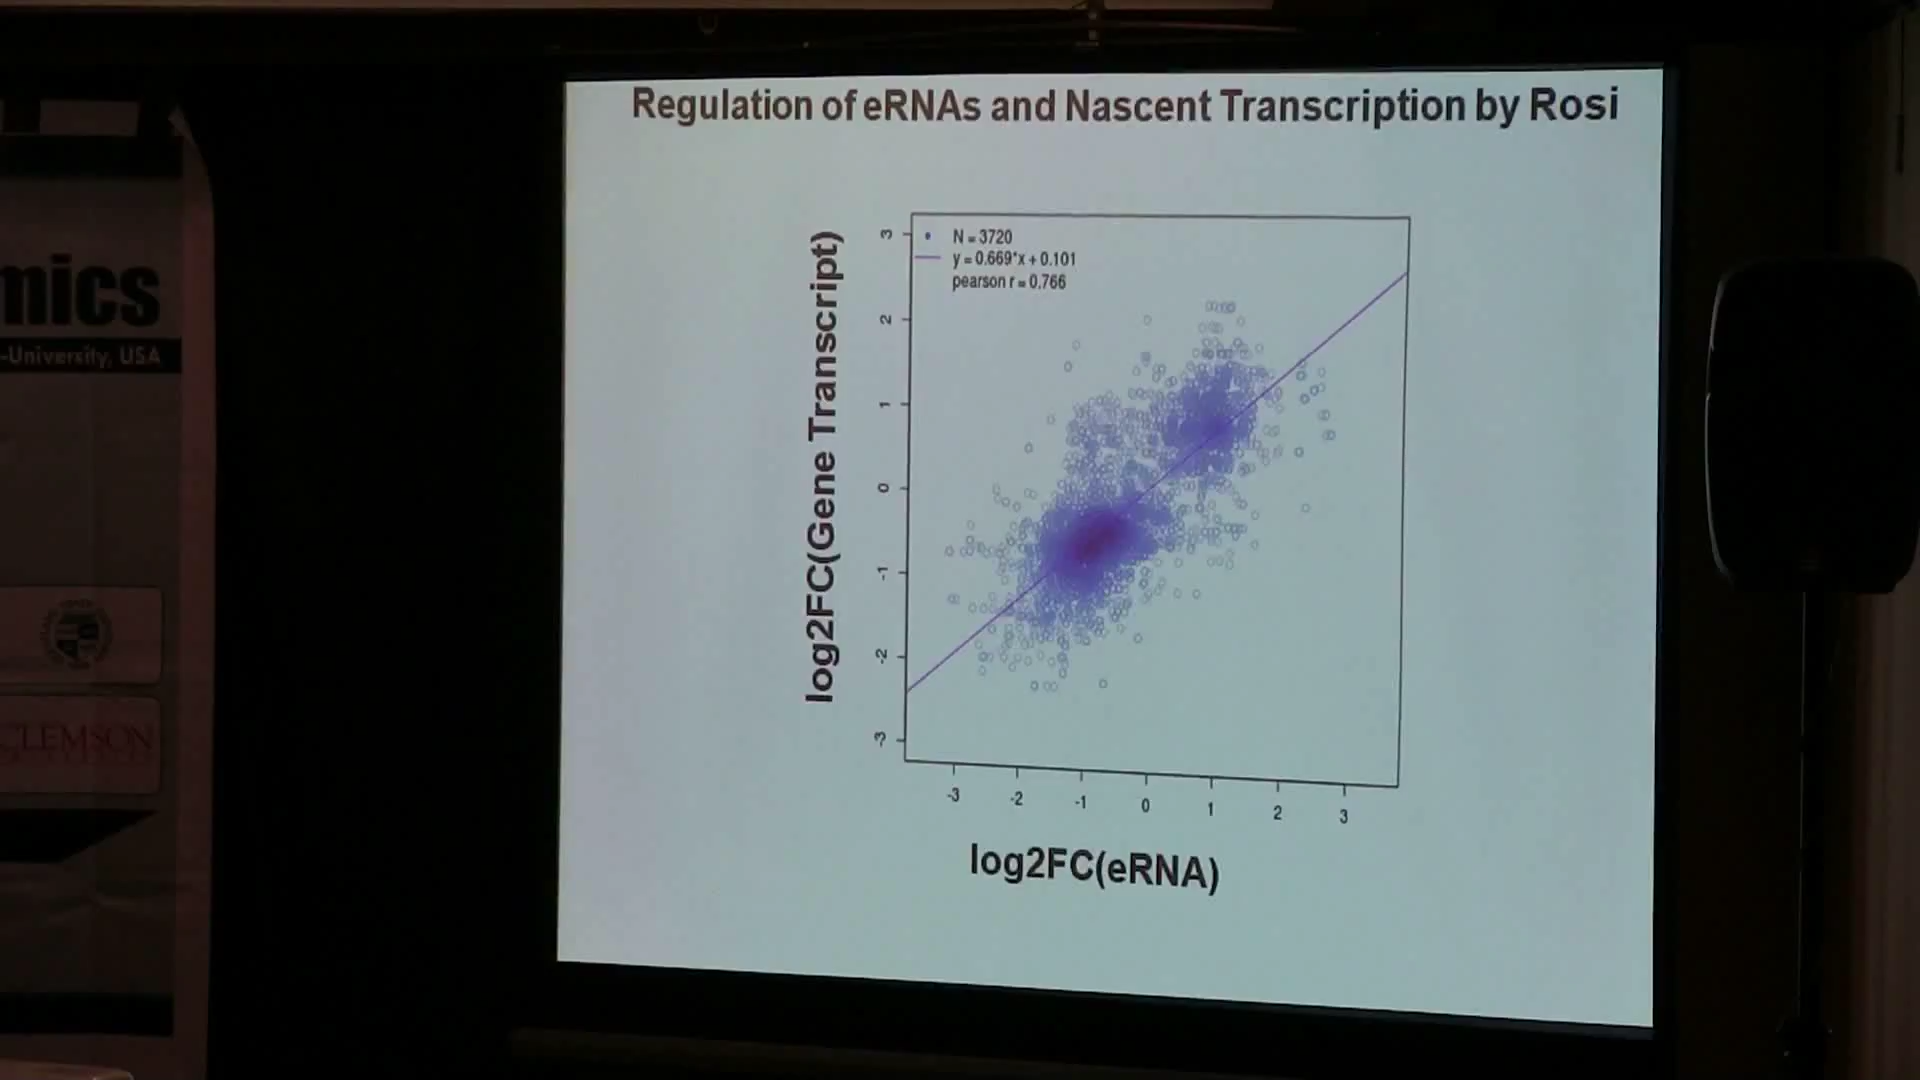 Regulation of eRNAs and Nascent Transcription by Rosi
N = 3720
y = 0.669*x + 0.101
pearson r = 0.766
log2FC(Gene Transcript)
3
2
1
0
-1
-2
-3
-3 -2 -1 0 1 2 3
log2FC(eRNA)
mics
-University, USA
CLEMSON